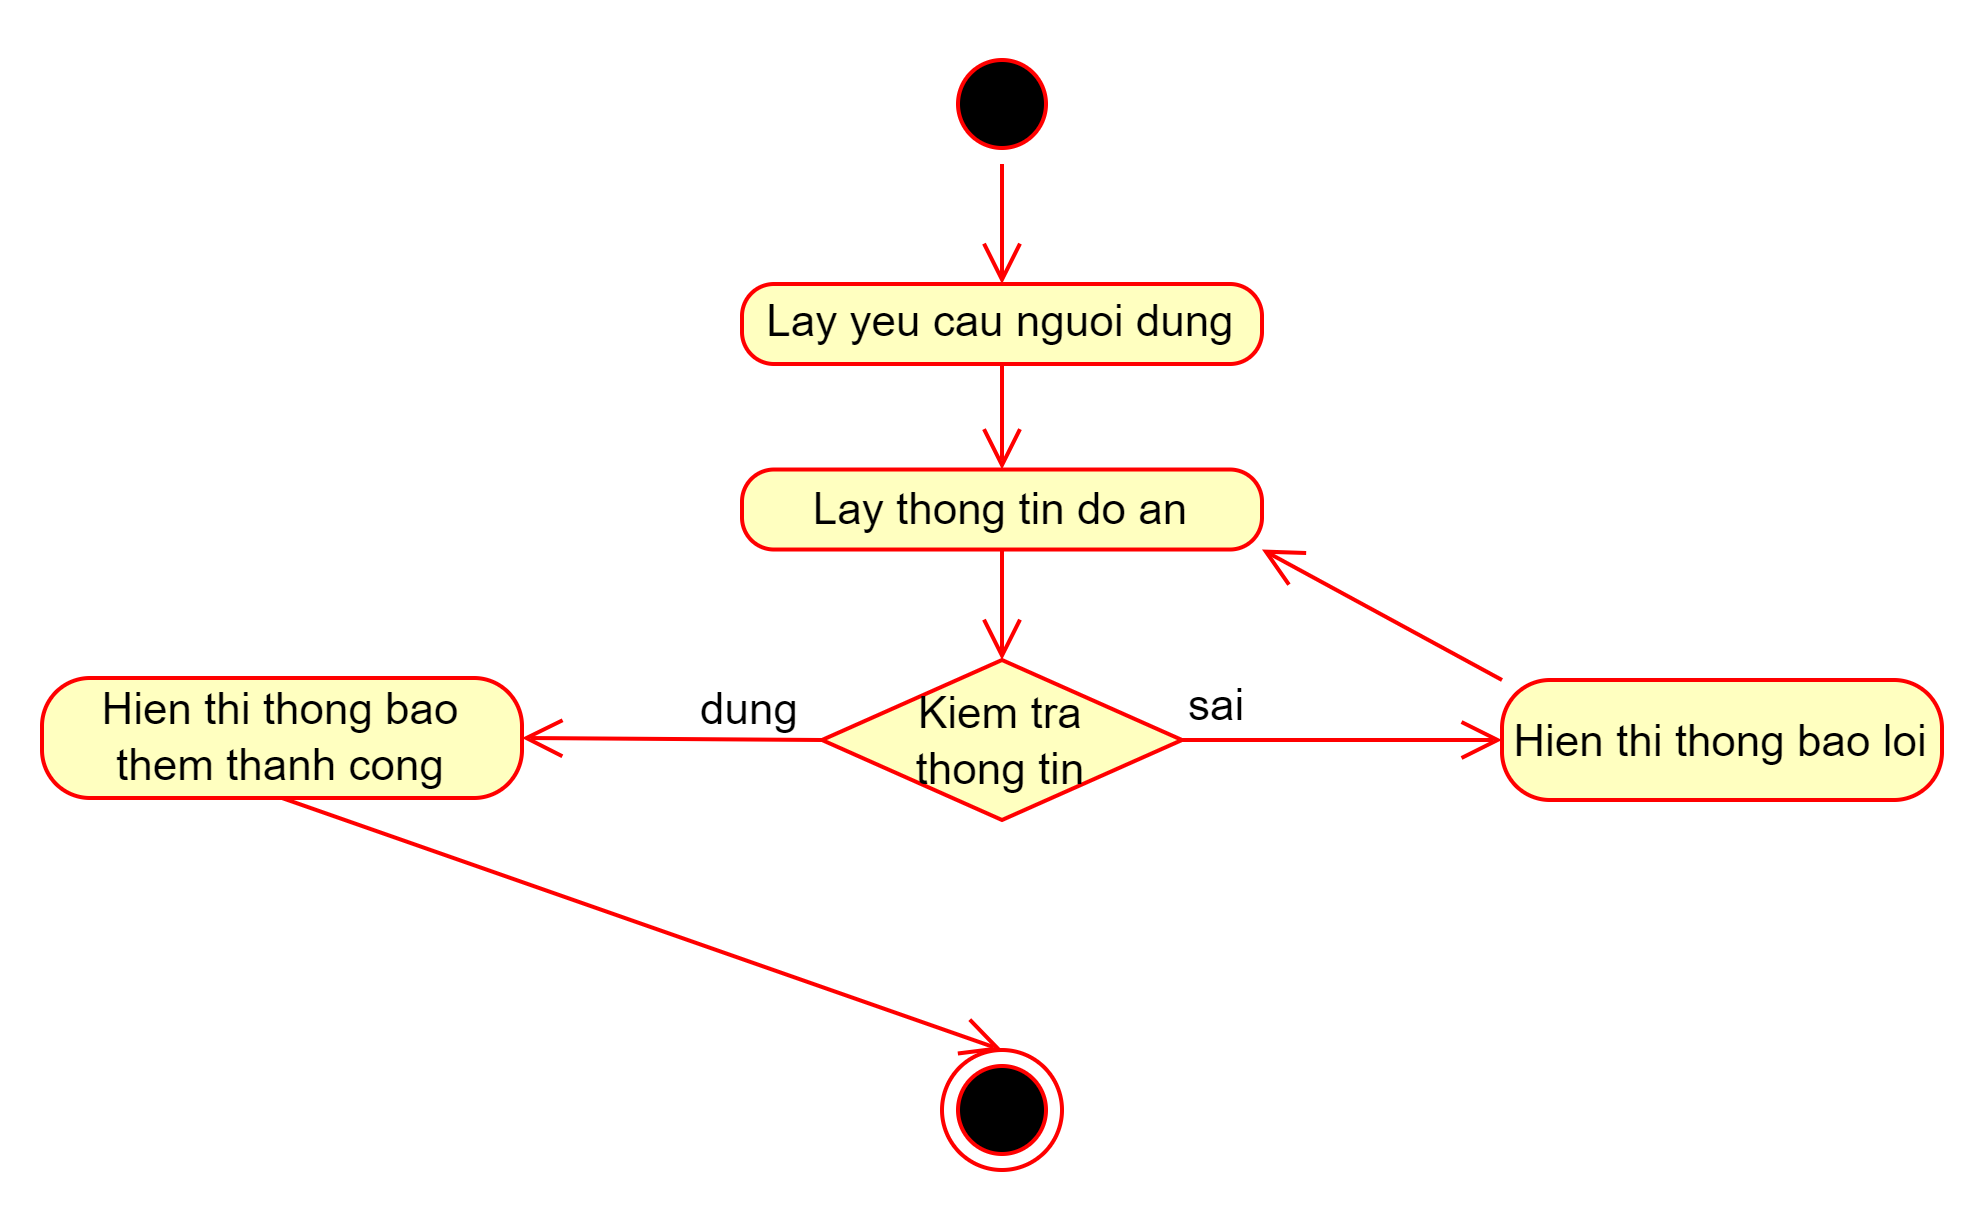 Lay yeu cau nguoi dung
Lay thong tin do an
Hien thi thong bao
them thanh cong
dung
Kiem tra
thong tin
sai
Hien thi thong bao loi